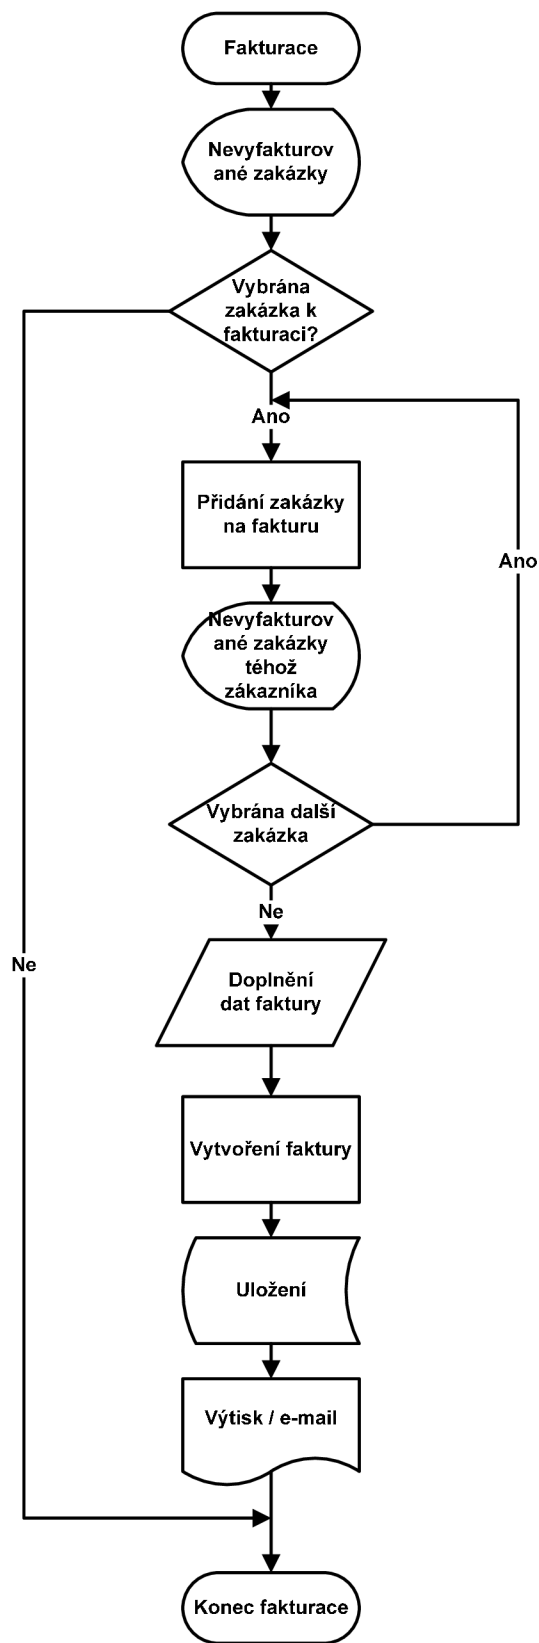 Fakturace
Nevyfakturov
ané zakázky
Vybrána
zakázka k
fakturaci?
Ano
Přidání zakázky
na fakturu
Ano
Nevyfakturov
ané zakázky
téhož
zákazníka
Vybrána další
zakázka
Ne
Ne
Doplnění
dat faktury
Vytvoření faktury
Uložení
Výtisk / e-mail
Konec fakturace